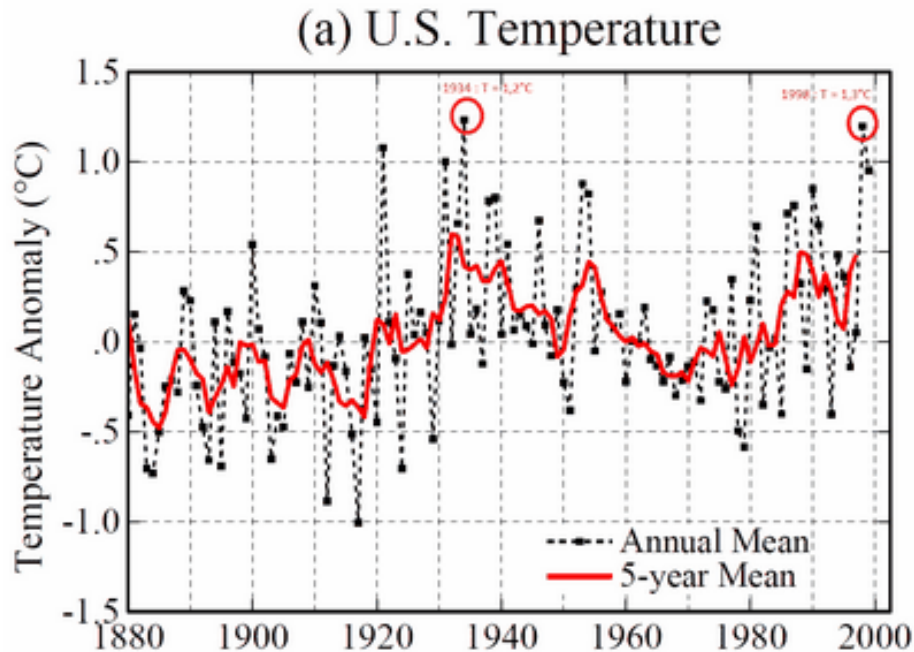 (a) U.S. Temperature
1934 : T = 1,2°C
1998 : T = 1,3°C
Temperature Anomaly (°C)
1.5
1.0
.5
.0
-.5
-1.0
-1.5
Annual Mean
5-year Mean
1880 1900 1920 1940 1960 1980 2000